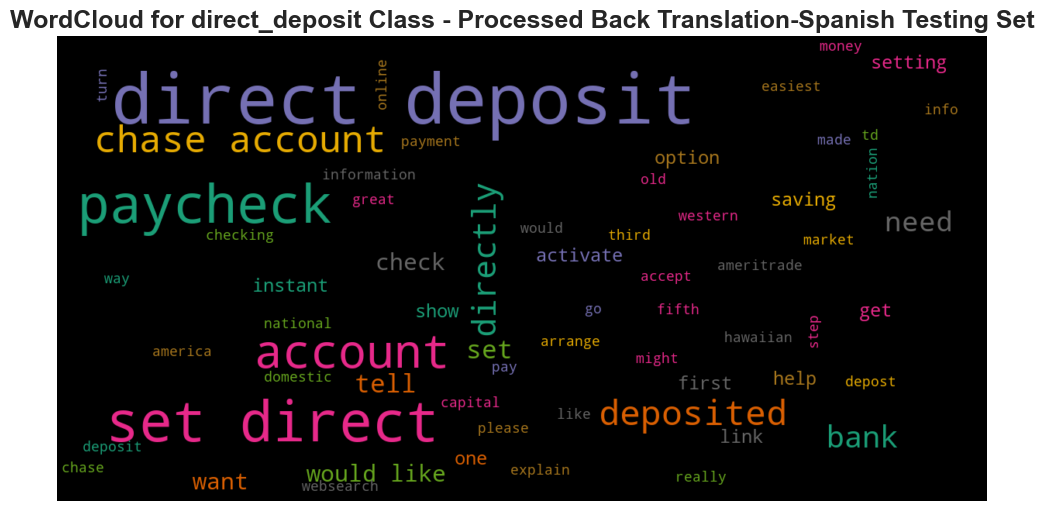 WordCloud for direct_deposit Class - Processed Back Translation-Spanish Testing Set
money
setting
turn
online
direct deposit
easiest
info
chase account
payment
made
td
option
nation
information
old
paycheck
great
saving
western
need
directly
checking
would
third
market
check
activate
ameritrade
way
instant
accept
show
go
fifth
get
national
step
hawaiian
america
account
set
arrange
might
pay
domestic
tell
first
help
depost
set direct
capital
like
deposited
please
link
bank
deposit
chase
would like
one
explain
really
want
websearch